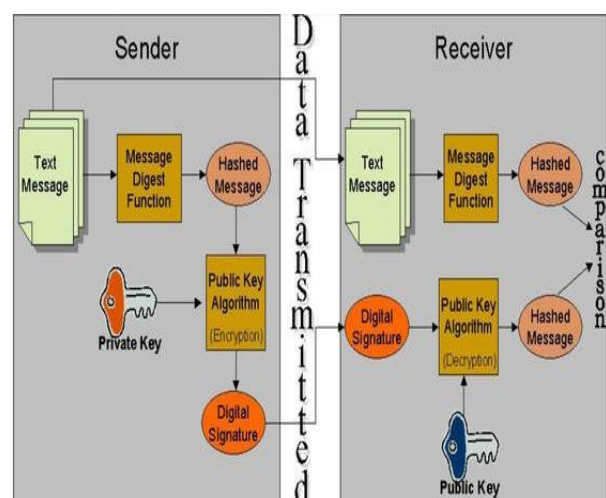 Sender
Text
Message
Message
Digest
Function
Hashed
Message
Private Key
Public Key
Algorithm
(Encryption)
Digital
Signature
Data Transmitted
Receiver
Text
Message
Message
Digest
Function
Hashed
Message
Digital
Signature
Public Key
Algorithm
(Decryption)
Hashed
Message
Public Key
comparison